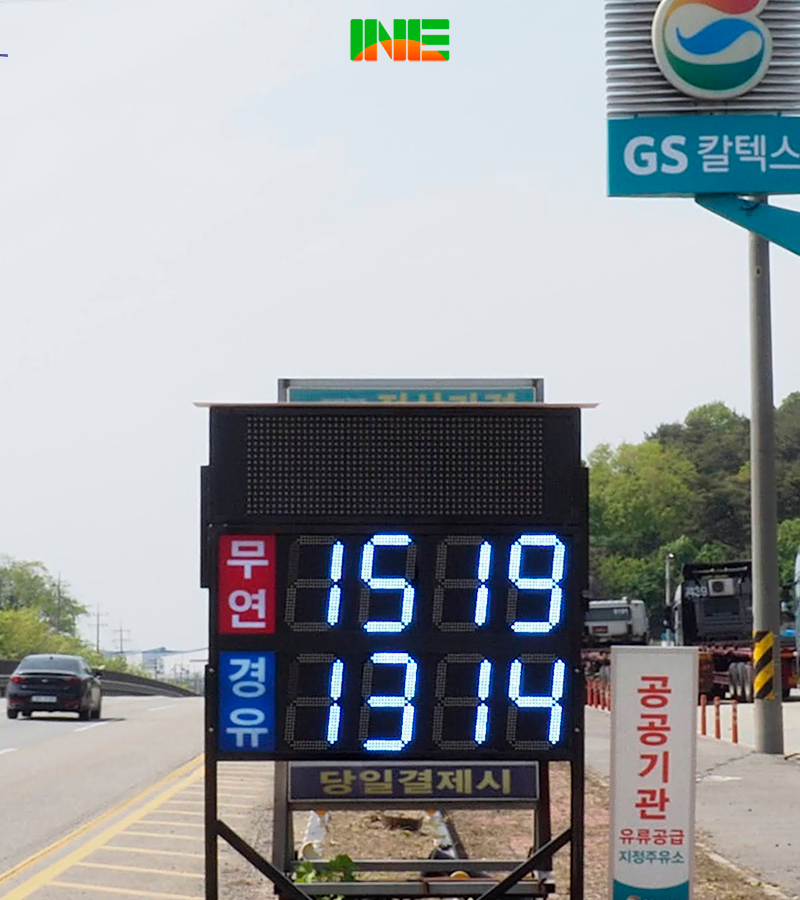 INE
GS 칼텍스
무연 1519
경유 1314
당일결제시
공공기관
유류공급
지정주유소